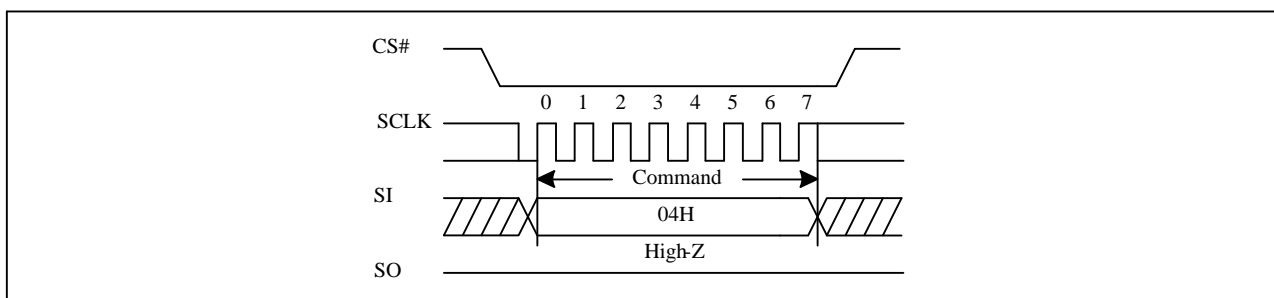 CS#
0 1 2 3 4 5 6 7
SCLK
Command
SI
04H
High-Z
SO